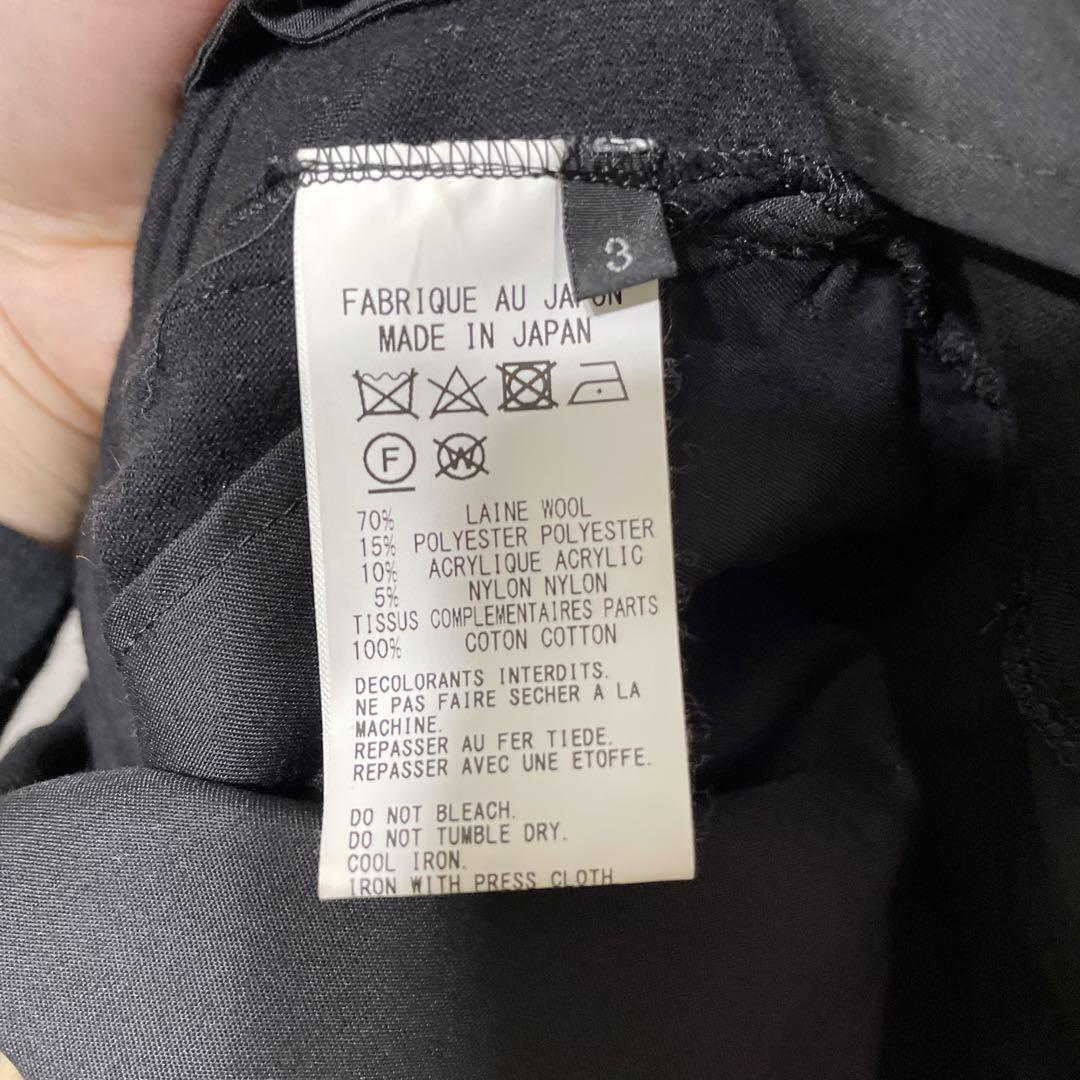 3
FABRIQUE AU JAPON
MADE IN JAPAN
F W
70% LAINE WOOL
15% POLYESTER POLYESTER
10% ACRYLIQUE ACRYLIC
5% NYLON NYLON
TISSUS COMPLEMENTAIRES PARTS
100% COTON COTTON
DECOLORANTS INTERDITS.
NE PAS FAIRE SECHER A LA
MACHINE.
REPASSER AU FER TIEDE.
REPASSER AVEC UNE ETOFFE.
DO NOT BLEACH.
DO NOT TUMBLE DRY.
COOL IRON.
IRON WITH PRESS CLOTH